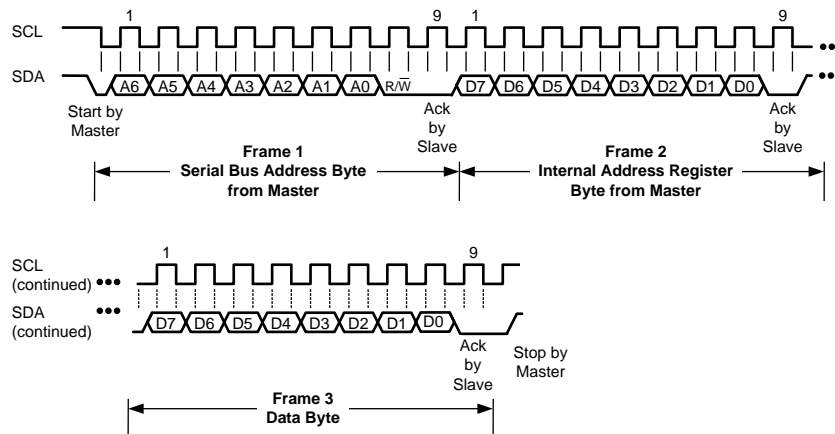 1 9 1 9
SCL
SDA
A6 A5 A4 A3 A2 A1 A0 R/W̅ D7 D6 D5 D4 D3 D2 D1 D0
Start by
Master
Ack
by
Slave
Ack
by
Slave
Frame 1
Serial Bus Address Byte
from Master
Frame 2
Internal Address Register
Byte from Master
1 9
SCL
(continued)
SDA
(continued)
D7 D6 D5 D4 D3 D2 D1 D0
Ack
by
Slave
Stop by
Master
Frame 3
Data Byte